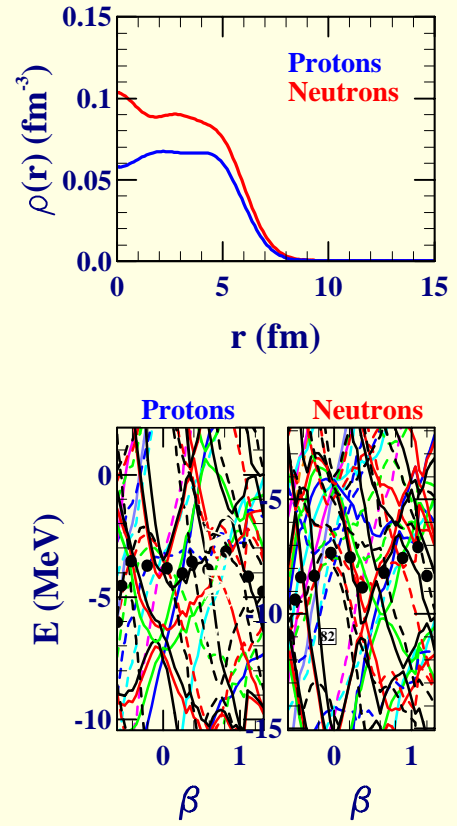 0.15
0.1
0.05
0.0
ρ(r) (fm-3)
Protons
Neutrons
0 5 10 15
r (fm)
Protons Neutrons
0
-5
-10
E (MeV)
-5
-10
-15
82
0 1 0 1
β β